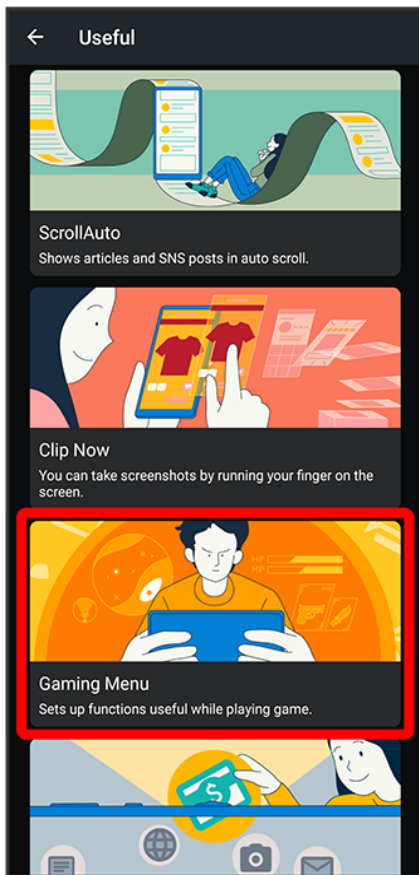 Useful
ScrollAuto
Shows articles and SNS posts in auto scroll.
Clip Now
You can take screenshots by running your finger on the
screen.
HP
MP
Gaming Menu
Sets up functions useful while playing game.
$